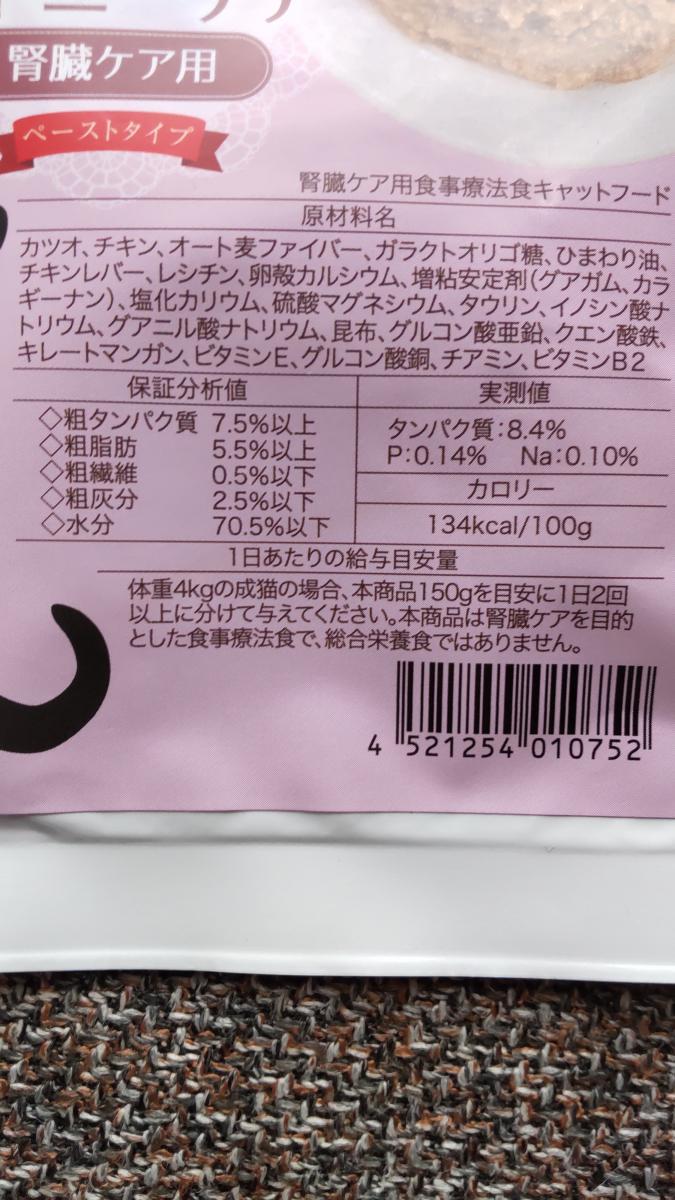 腎臓ケア用
ペーストタイプ
腎臓ケア用食事療法食キャットフード
原材料名
カツオ、チキン、オート麦ファイバー、ガラクトオリゴ糖、ひまわり油、
チキンレバー、レシチン、卵殻カルシウム、増粘安定剤(グアガム、カラ
ギーナン)、塩化カリウム、硫酸マグネシウム、タウリン、イノシン酸ナ
トリウム、グアニル酸ナトリウム、昆布、グルコン酸亜鉛、クエン酸鉄、
キレートマンガン、ビタミンE、グルコン酸銅、チアミン、ビタミンB2
保証分析値
◇粗タンパク質 7.5%以上
◇粗脂肪 5.5%以上
◇粗繊維 0.5%以下
◇粗灰分 2.5%以下
◇水分 70.5%以下
実測値
タンパク質:8.4%
P:0.14% Na:0.10%
カロリー
134kcal/100g
1日あたりの給与目安量
体重4kgの成猫の場合、本商品150gを目安に1日2回
以上に分けて与えてください。本商品は腎臓ケアを目的
とした食事療法食で、総合栄養食ではありません。
4 521254 010752